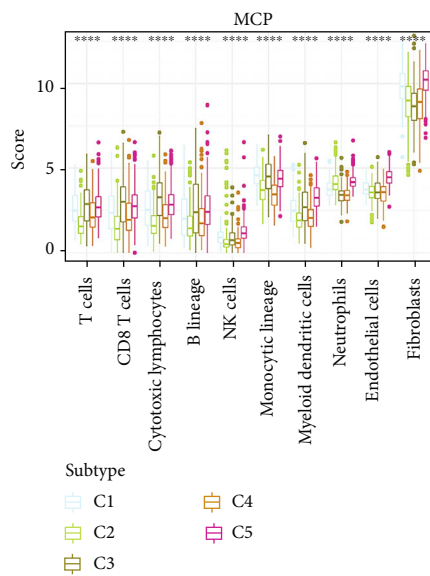 MCP
**** **** **** **** **** **** **** **** **** ****
10
5
0
Score
T cells
CD8 T cells
Cytotoxic lymphocytes
B lineage
NK cells
Monocytic lineage
Myeloid dendritic cells
Neutrophils
Endothelial cells
Fibroblasts
Subtype
C1
C2
C3
C4
C5